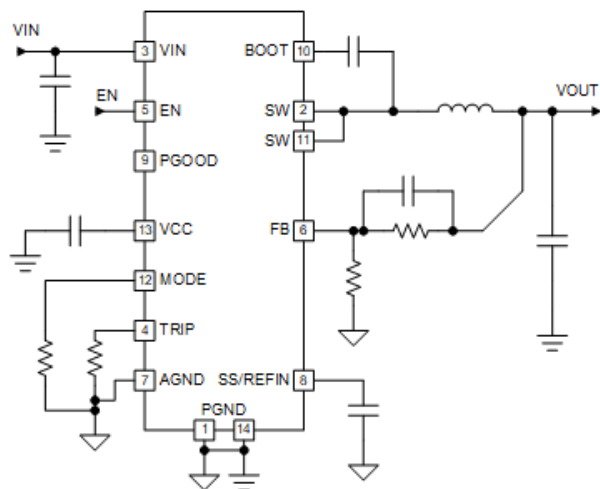 VIN
3 VIN
BOOT 10
EN
5 EN
SW 2
VOUT
SW 11
9 PGOOD
13 VCC
FB 6
12 MODE
4 TRIP
7 AGND
SS/REFIN 8
PGND
1 14